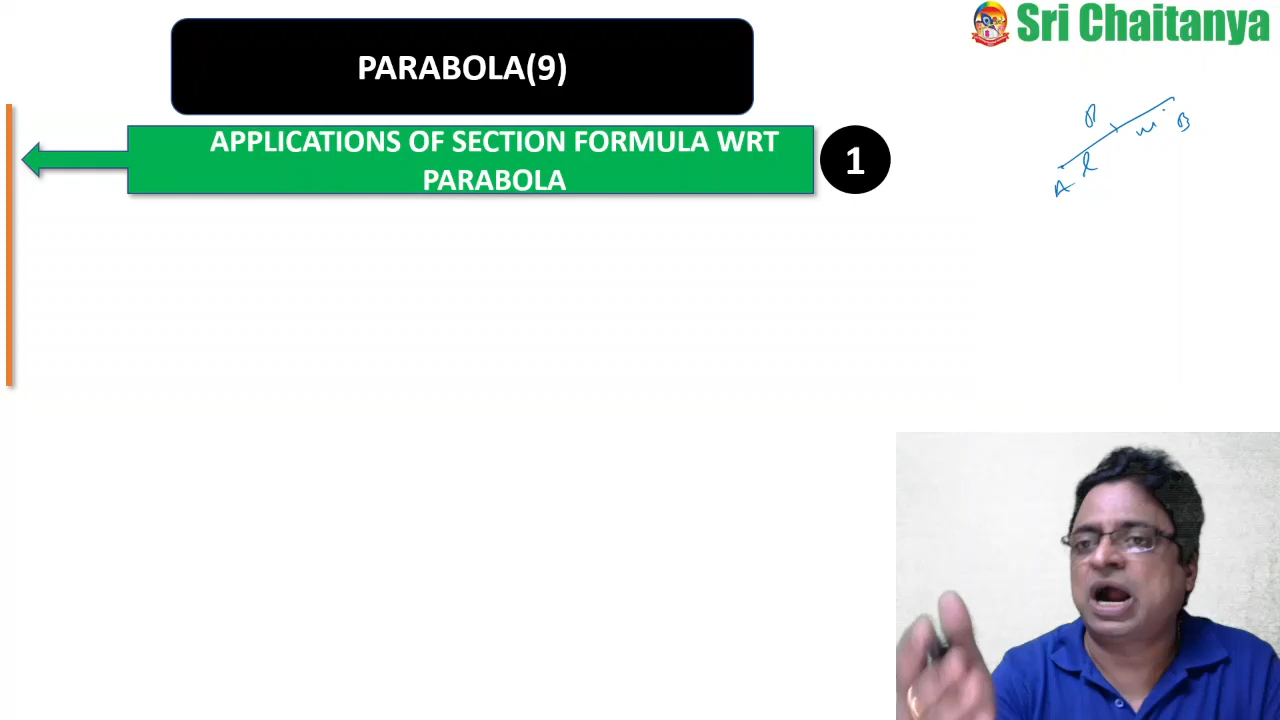 Sri Chaitanya
PARABOLA(9)
APPLICATIONS OF SECTION FORMULA WRT
PARABOLA
1
P
m
B
l
A